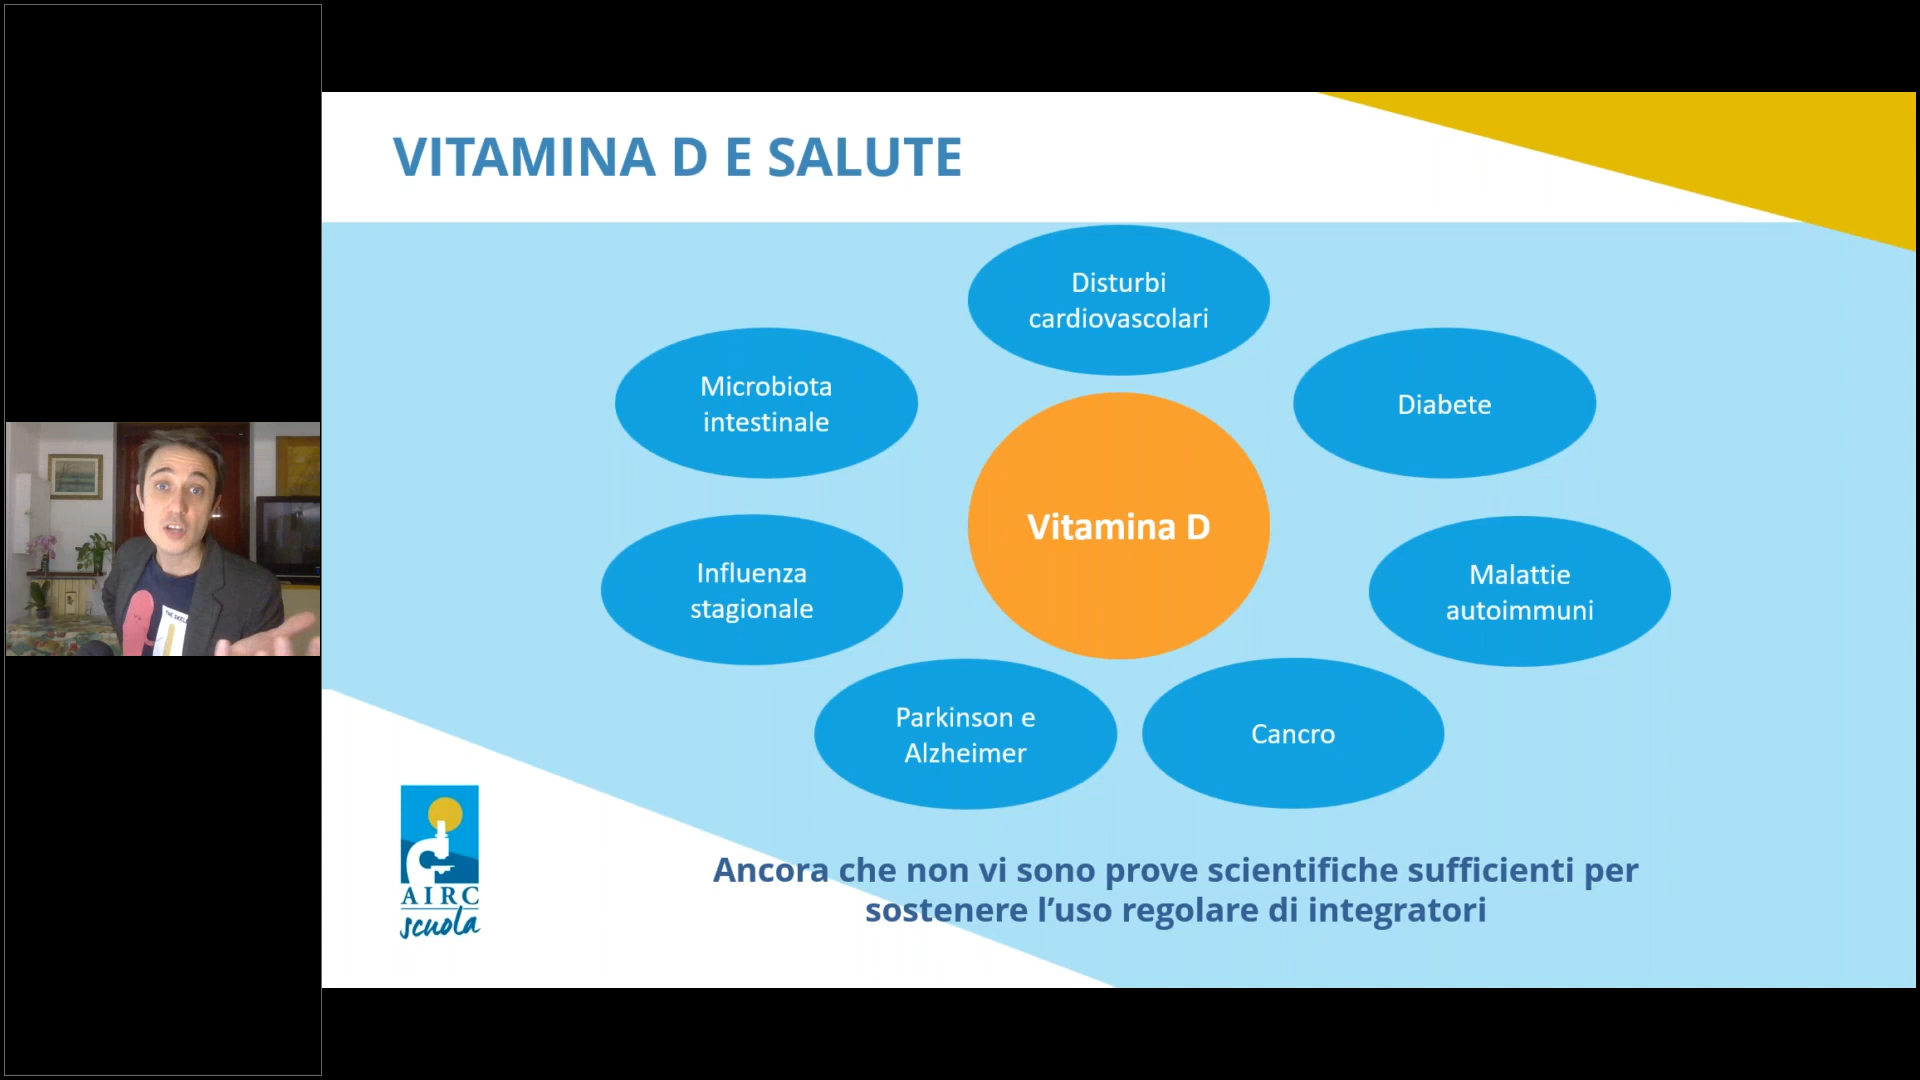 VITAMINA D E SALUTE
Disturbi
cardiovascolari
Microbiota
intestinale
Diabete
Vitamina D
Influenza
stagionale
Malattie
autoimmuni
Parkinson e
Alzheimer
Cancro
Ancora che non vi sono prove scientifiche sufficienti per
sostenere l’uso regolare di integratori
AIRC
scuola